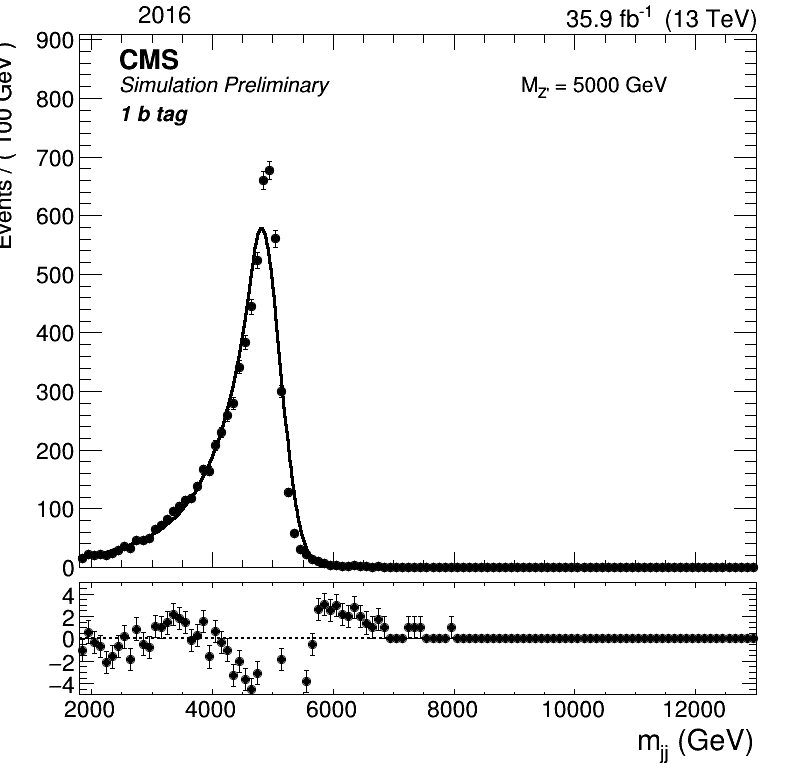 2016 35.9 fb-1 (13 TeV)
Events / ( 100 GeV )
900
CMS
Simulation Preliminary
MZ' = 5000 GeV
1 b tag
800
700
600
500
400
300
200
100
0
4
2
0
−2
−4
2000 4000 6000 8000 10000 12000
mjj (GeV)